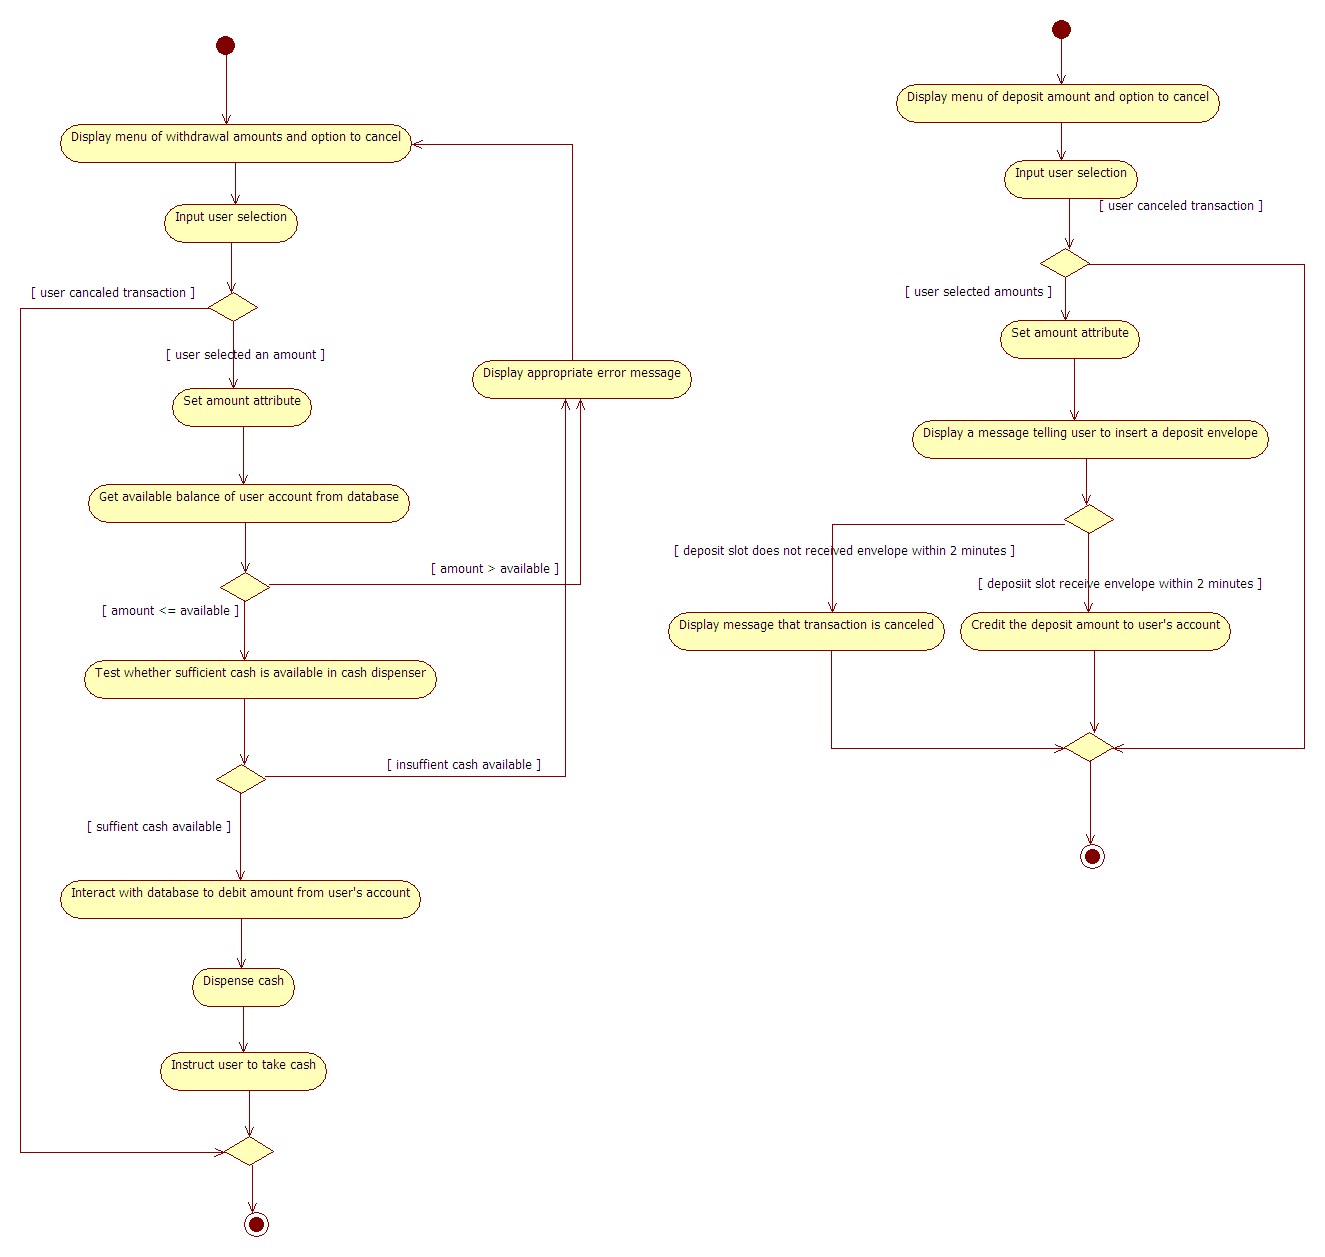 Display menu of withdrawal amounts and option to cancel
Input user selection
[ user cancaled transaction ]
[ user selected an amount ]
Set amount attribute
Display appropriate error message
Get available balance of user account from database
[ amount > available ]
[ amount <= available ]
Test whether sufficient cash is available in cash dispenser
[ insuffient cash available ]
[ suffient cash available ]
Interact with database to debit amount from user's account
Dispense cash
Instruct user to take cash
Display menu of deposit amount and option to cancel
Input user selection
[ user canceled transaction ]
[ user selected amounts ]
Set amount attribute
Display a message telling user to insert a deposit envelope
[ deposit slot does not received envelope within 2 minutes ]
[ deposiit slot receive envelope within 2 minutes ]
Display message that transaction is canceled
Credit the deposit amount to user's account